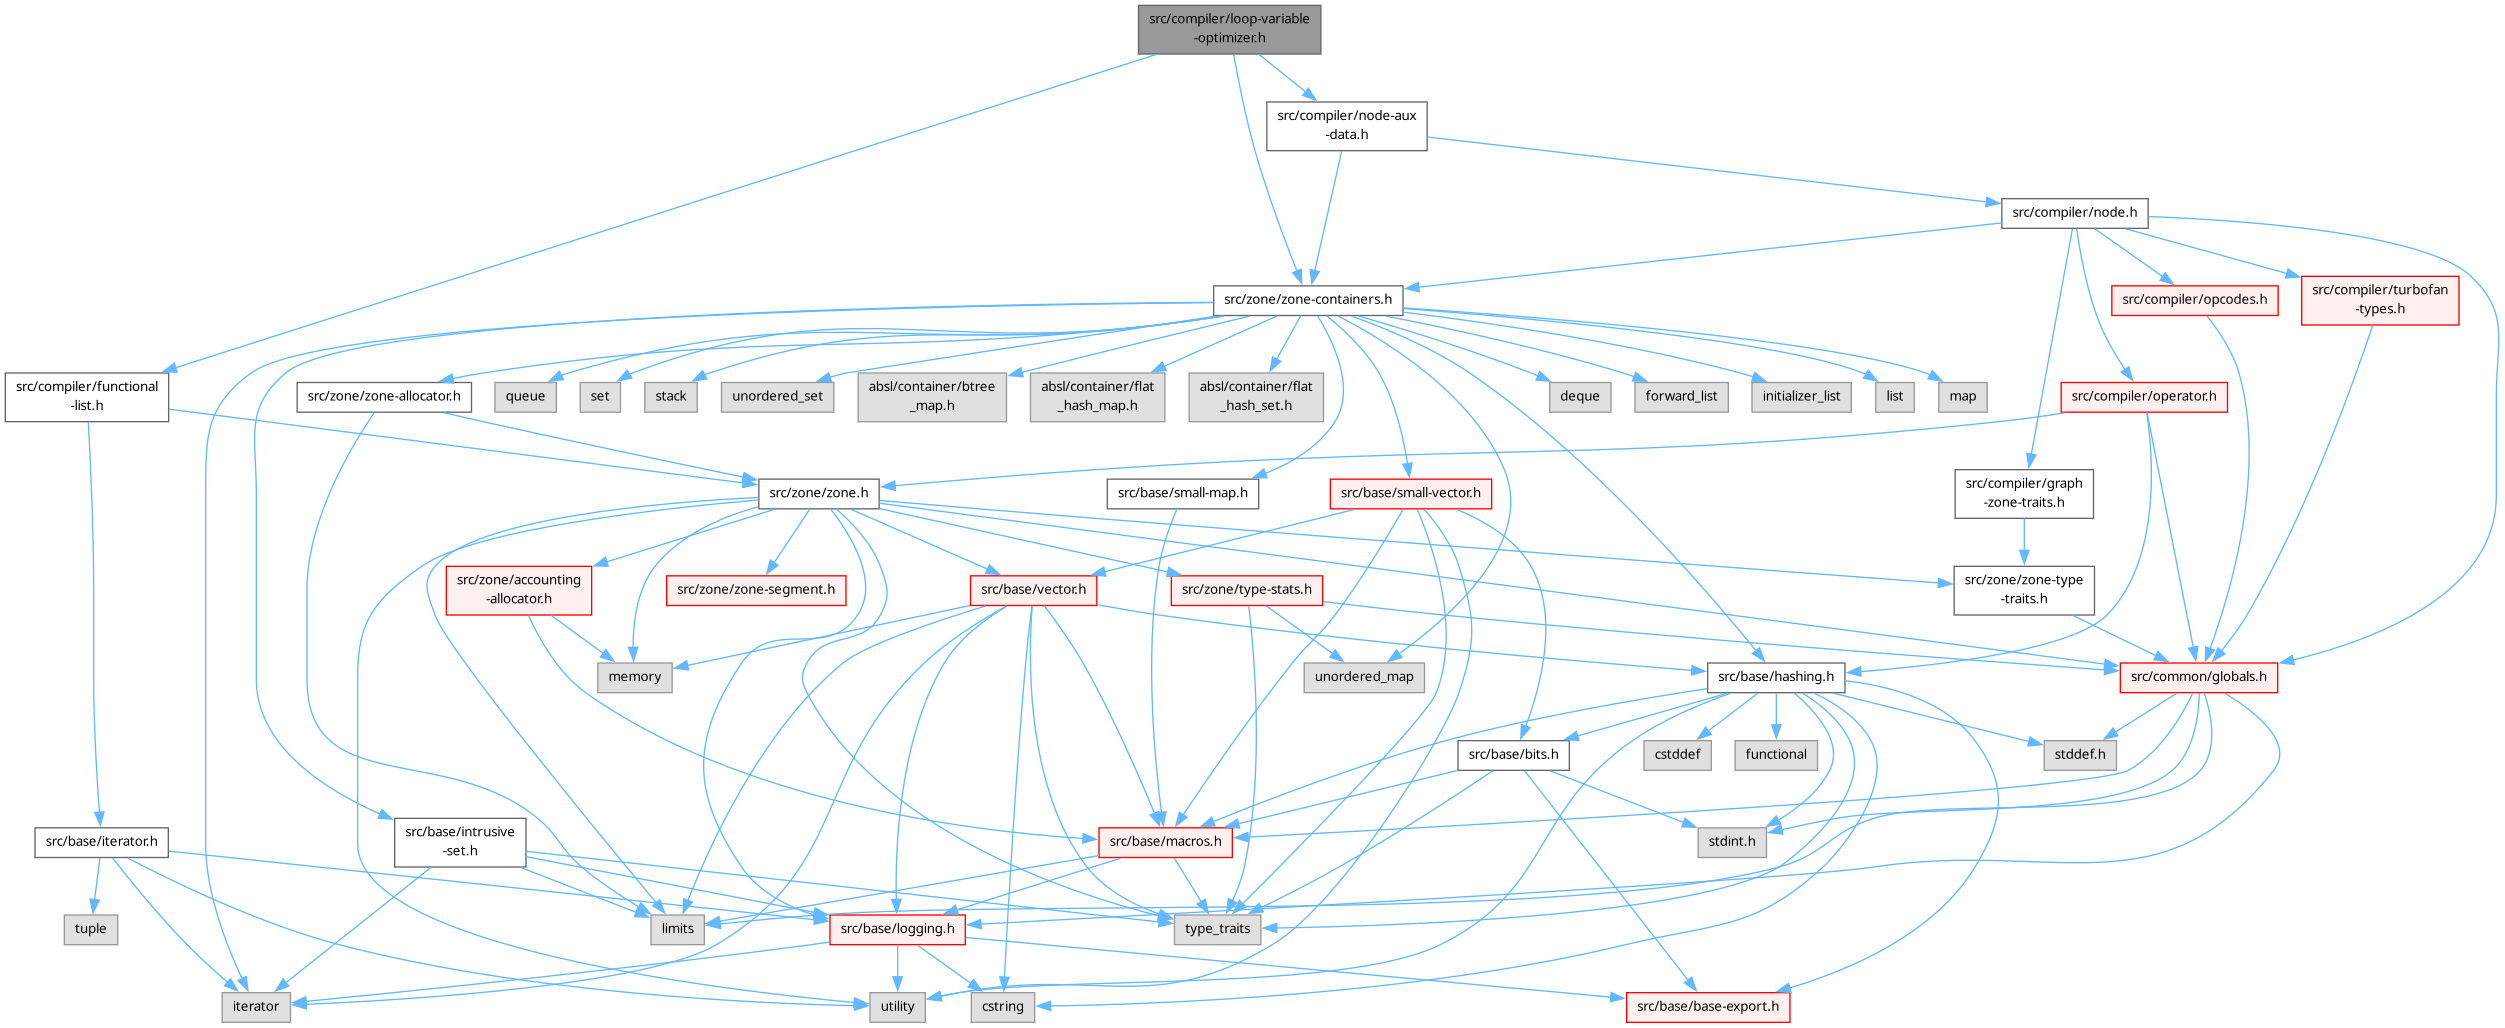 src/compiler/loop-variable
-optimizer.h
src/compiler/node-aux
-data.h
src/compiler/node.h
src/zone/zone-containers.h
src/compiler/opcodes.h
src/compiler/turbofan
-types.h
src/compiler/functional
-list.h
src/zone/zone-allocator.h
queue
set
stack
unordered_set
absl/container/btree
_map.h
absl/container/flat
_hash_map.h
absl/container/flat
_hash_set.h
deque
forward_list
initializer_list
list
map
src/compiler/operator.h
src/zone/zone.h
src/base/small-map.h
src/base/small-vector.h
src/compiler/graph
-zone-traits.h
src/zone/accounting
-allocator.h
src/zone/zone-segment.h
src/base/vector.h
src/zone/type-stats.h
src/zone/zone-type
-traits.h
memory
unordered_map
src/base/hashing.h
src/common/globals.h
src/base/bits.h
cstddef
functional
stddef.h
src/base/iterator.h
src/base/intrusive
-set.h
src/base/macros.h
stdint.h
tuple
limits
src/base/logging.h
type_traits
iterator
utility
cstring
src/base/base-export.h